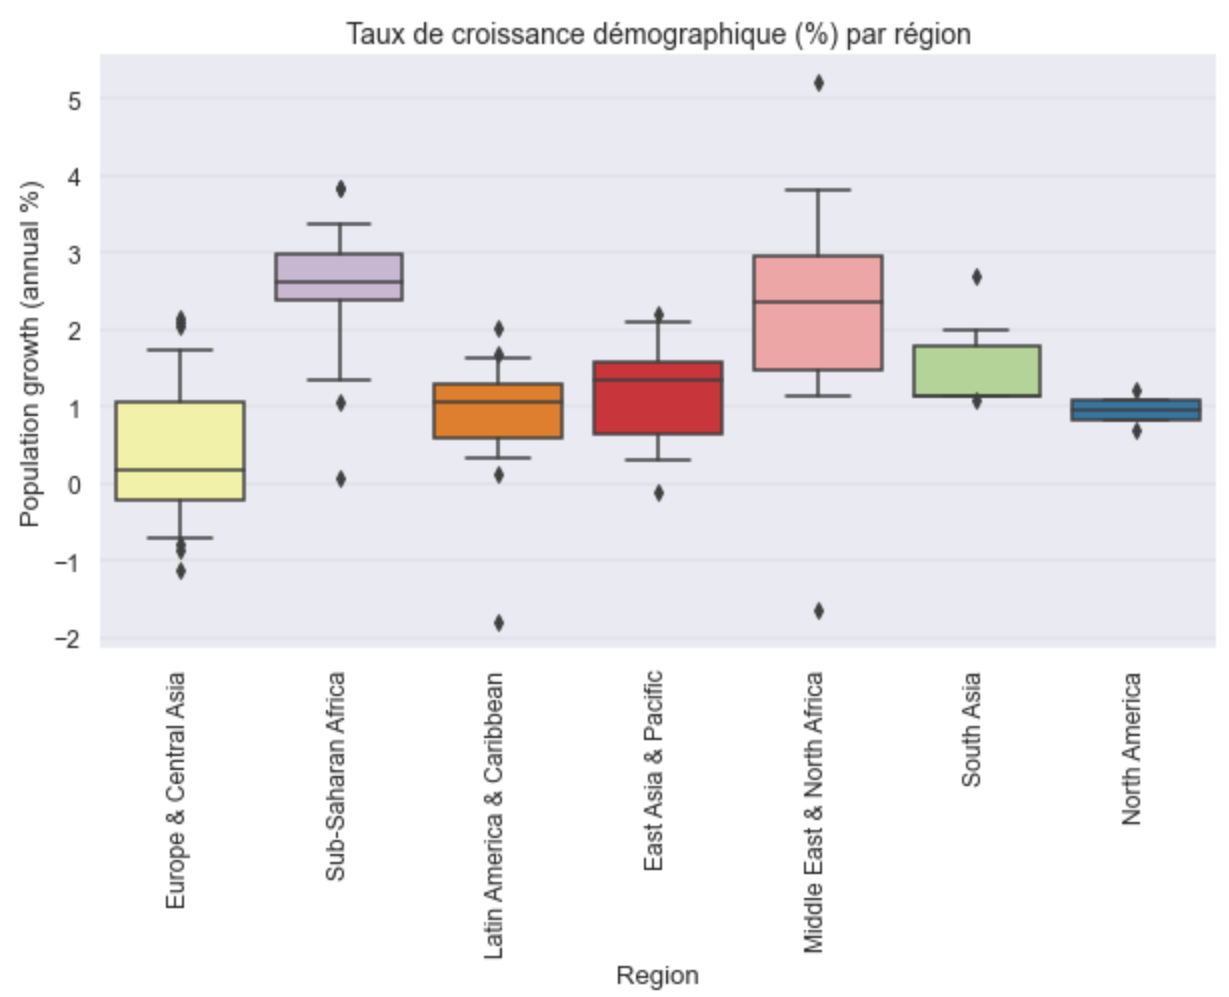 Taux de croissance démographique (%) par région
Population growth (annual %)
5
4
3
2
1
0
−1
−2
Europe & Central Asia
Sub-Saharan Africa
Latin America & Caribbean
East Asia & Pacific
Middle East & North Africa
South Asia
North America
Region